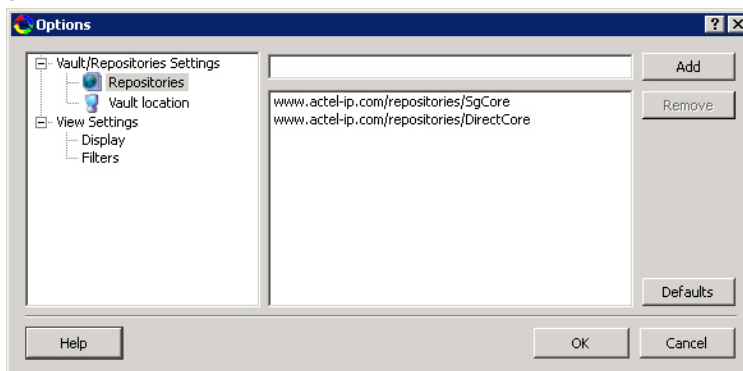 Options
Vault/Repositories Settings
Repositories
Vault location
View Settings
Display
Filters
Add
www.actel-ip.com/repositories/SgCore
www.actel-ip.com/repositories/DirectCore
Remove
Defaults
Help
OK
Cancel